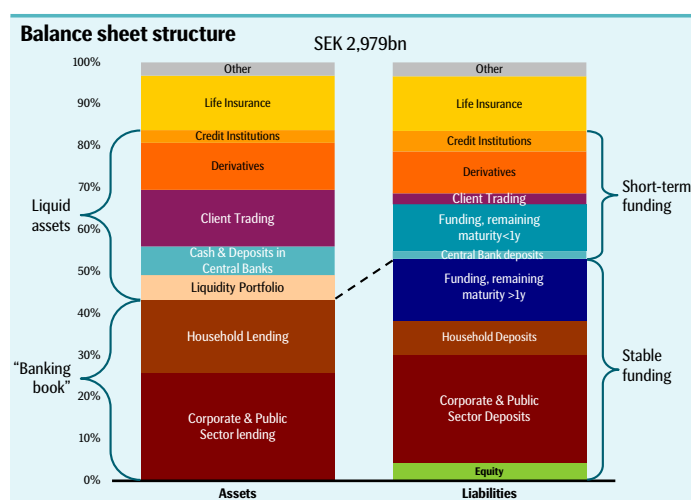 Balance sheet structure
SEK 2,979bn
100%
90%
80%
70%
60%
50%
40%
30%
20%
10%
0%
Liquid
assets
"Banking
book"
Other
Life Insurance
Credit Institutions
Derivatives
Client Trading
Cash & Deposits in
Central Banks
Liquidity Portfolio
Household Lending
Corporate & Public
Sector lending
Assets
Other
Life Insurance
Credit Institutions
Derivatives
Client Trading
Funding, remaining
maturity<1y
Central Bank deposits
Funding, remaining
maturity >1y
Household Deposits
Corporate & Public
Sector Deposits
Equity
Liabilities
Short-term
funding
Stable
funding